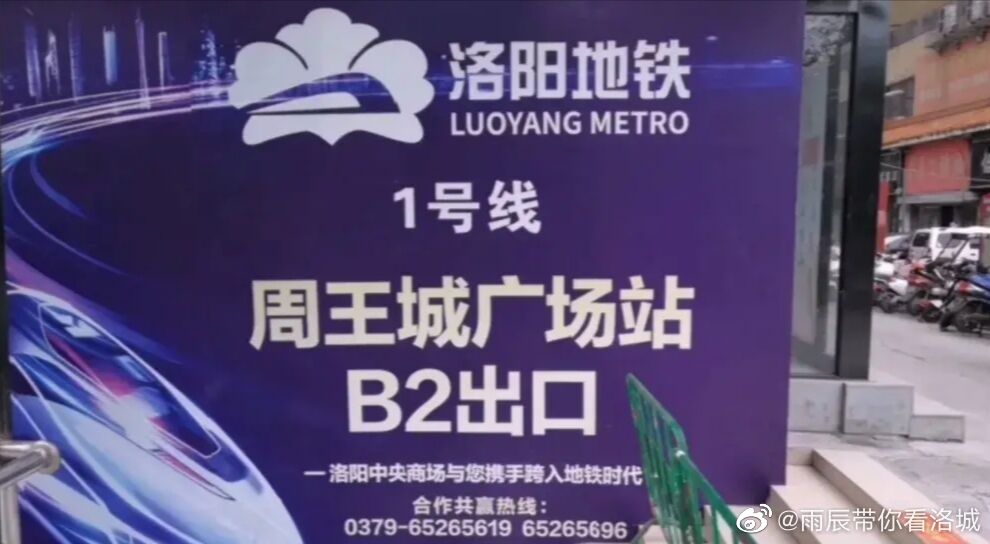 洛阳地铁
LUOYANG METRO
1号线
周王城广场站
B2出口
—洛阳中央商场与您携手跨入地铁时代
合作共赢热线：
0379-65265619 65265696
@雨辰带你看洛城